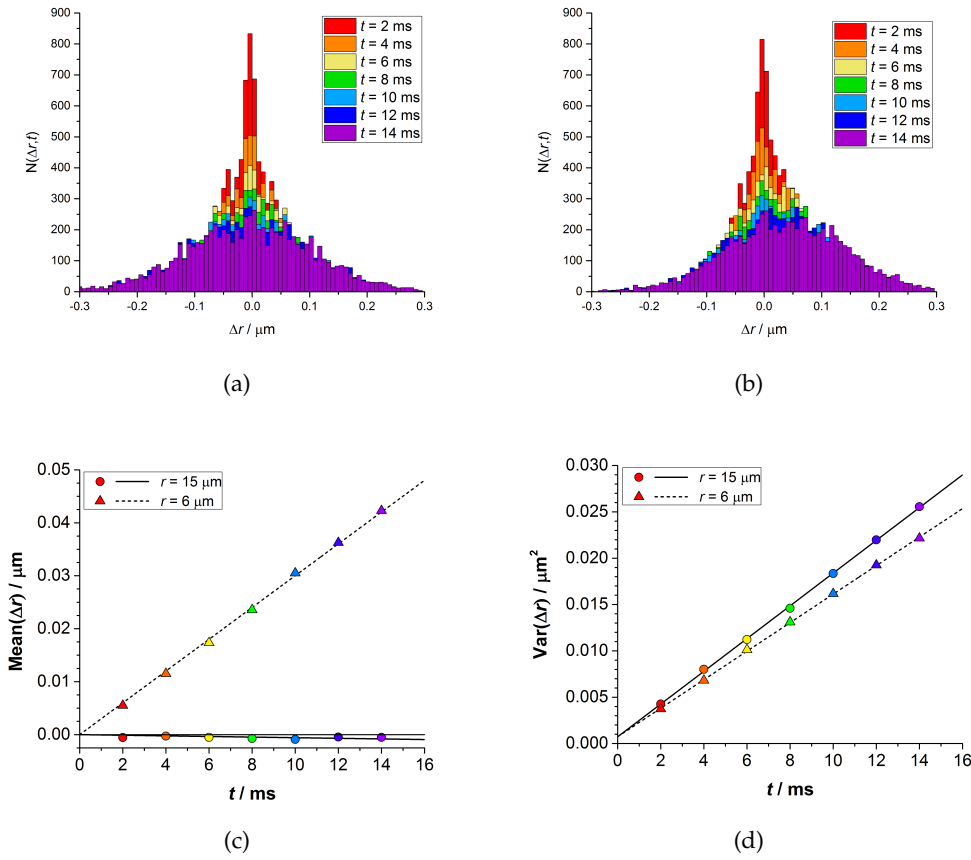 900
800
700
600
500
400
300
200
100
0
N(Δr,t)
t = 2 ms
t = 4 ms
t = 6 ms
t = 8 ms
t = 10 ms
t = 12 ms
t = 14 ms
-0.3 -0.2 -0.1 0.0 0.1 0.2 0.3
Δr / μm
(a)
900
800
700
600
500
400
300
200
100
0
N(Δr,t)
t = 2 ms
t = 4 ms
t = 6 ms
t = 8 ms
t = 10 ms
t = 12 ms
t = 14 ms
-0.3 -0.2 -0.1 0.0 0.1 0.2 0.3
Δr / μm
(b)
0.05
0.04
0.03
0.02
0.01
0.00
Mean(Δr) / μm
r = 15 μm
r = 6 μm
0 2 4 6 8 10 12 14 16
t / ms
(c)
0.030
0.025
0.020
0.015
0.010
0.005
0.000
Var(Δr) / μm²
r = 15 μm
r = 6 μm
0 2 4 6 8 10 12 14 16
t / ms
(d)